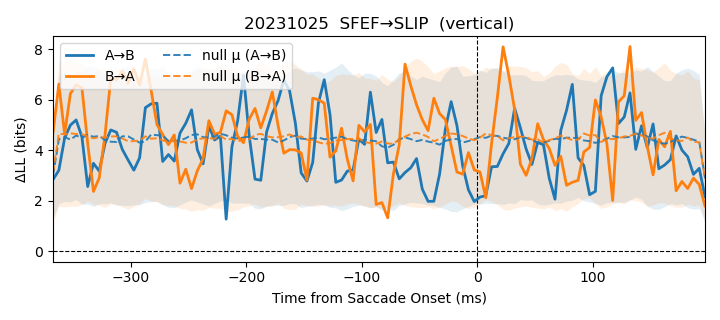 20231025  SFEF→SLIP  (vertical)
A→B
B→A
null μ (A→B)
null μ (B→A)
ΔLL (bits)
8
6
4
2
0
−300
−200
−100
0
100
Time from Saccade Onset (ms)